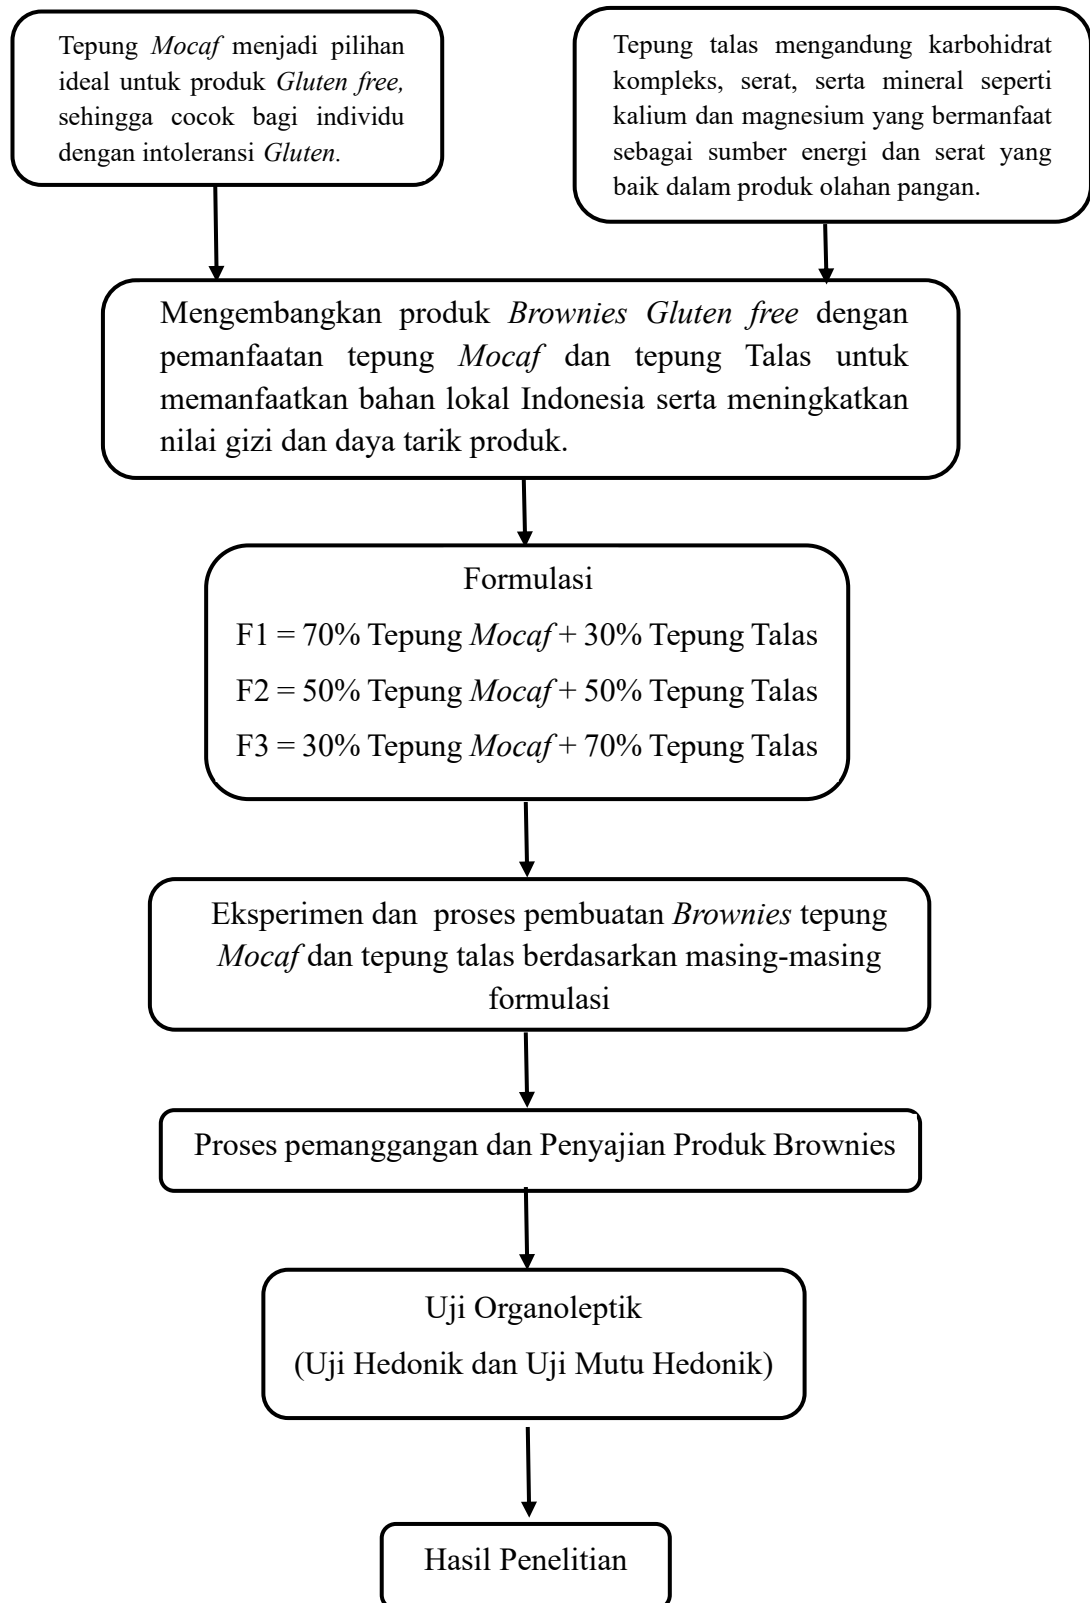 Tepung Mocaf menjadi pilihan
ideal untuk produk Gluten free,
sehingga cocok bagi individu
dengan intoleransi Gluten.
Tepung talas mengandung karbohidrat
kompleks, serat, serta mineral seperti
kalium dan magnesium yang bermanfaat
sebagai sumber energi dan serat yang
baik dalam produk olahan pangan.
Mengembangkan produk Brownies Gluten free dengan
pemanfaatan tepung Mocaf dan tepung Talas untuk
memanfaatkan bahan lokal Indonesia serta meningkatkan
nilai gizi dan daya tarik produk.
Formulasi
F1 = 70% Tepung Mocaf + 30% Tepung Talas
F2 = 50% Tepung Mocaf + 50% Tepung Talas
F3 = 30% Tepung Mocaf + 70% Tepung Talas
Eksperimen dan  proses pembuatan Brownies tepung
Mocaf dan tepung talas berdasarkan masing-masing
formulasi
Proses pemanggangan dan Penyajian Produk Brownies
Uji Organoleptik
(Uji Hedonik dan Uji Mutu Hedonik)
Hasil Penelitian